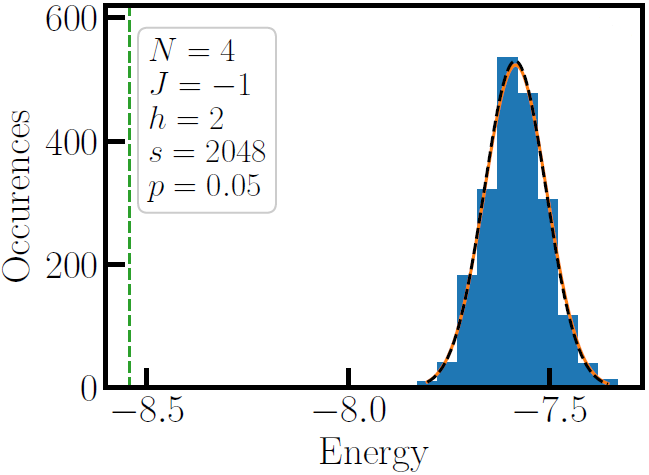 600
400
200
0
Occurences
N = 4
J = −1
h = 2
s = 2048
p = 0.05
−8.5 −8.0 −7.5
Energy